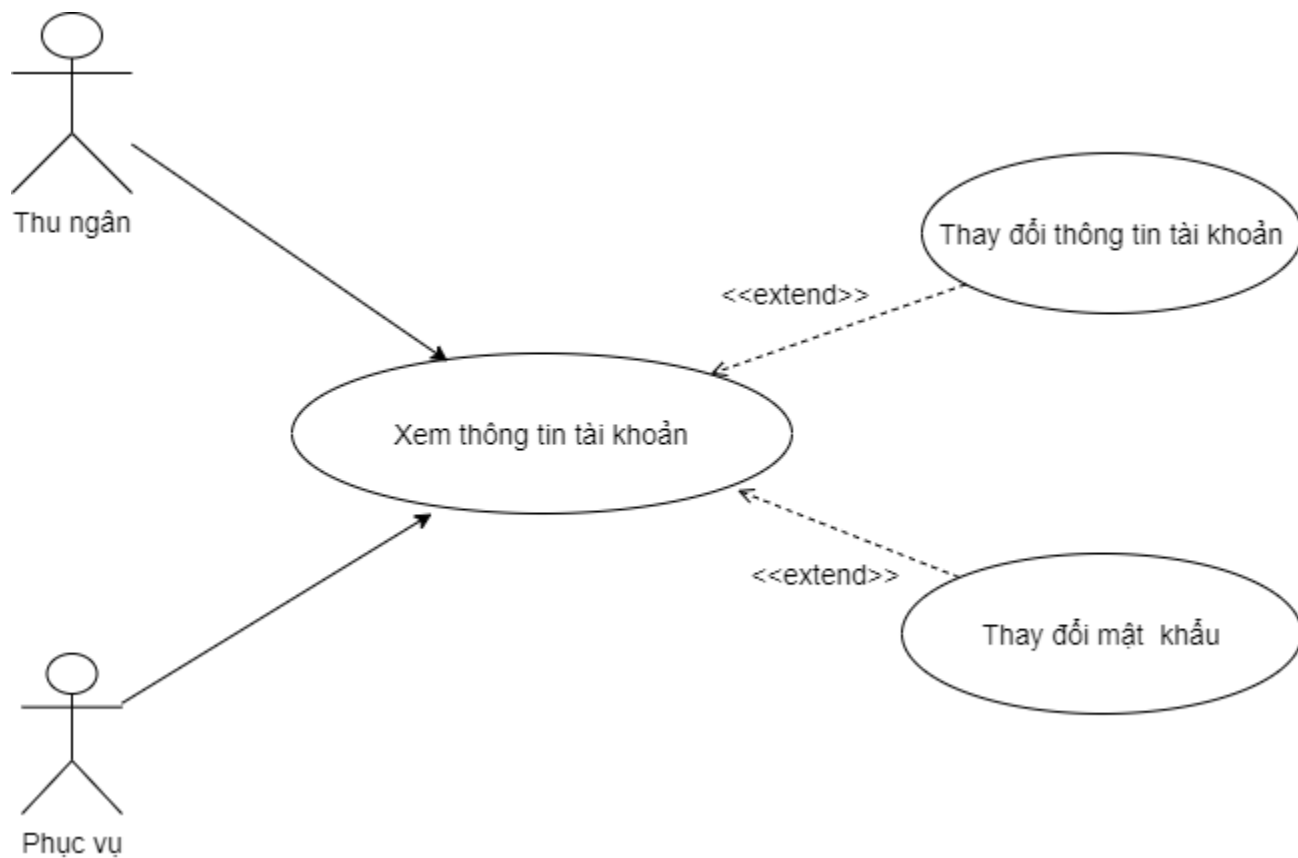 Thu ngân
Thay đổi thông tin tài khoản
<<extend>>
Xem thông tin tài khoản
<<extend>>
Thay đổi mật  khẩu
Phục vụ